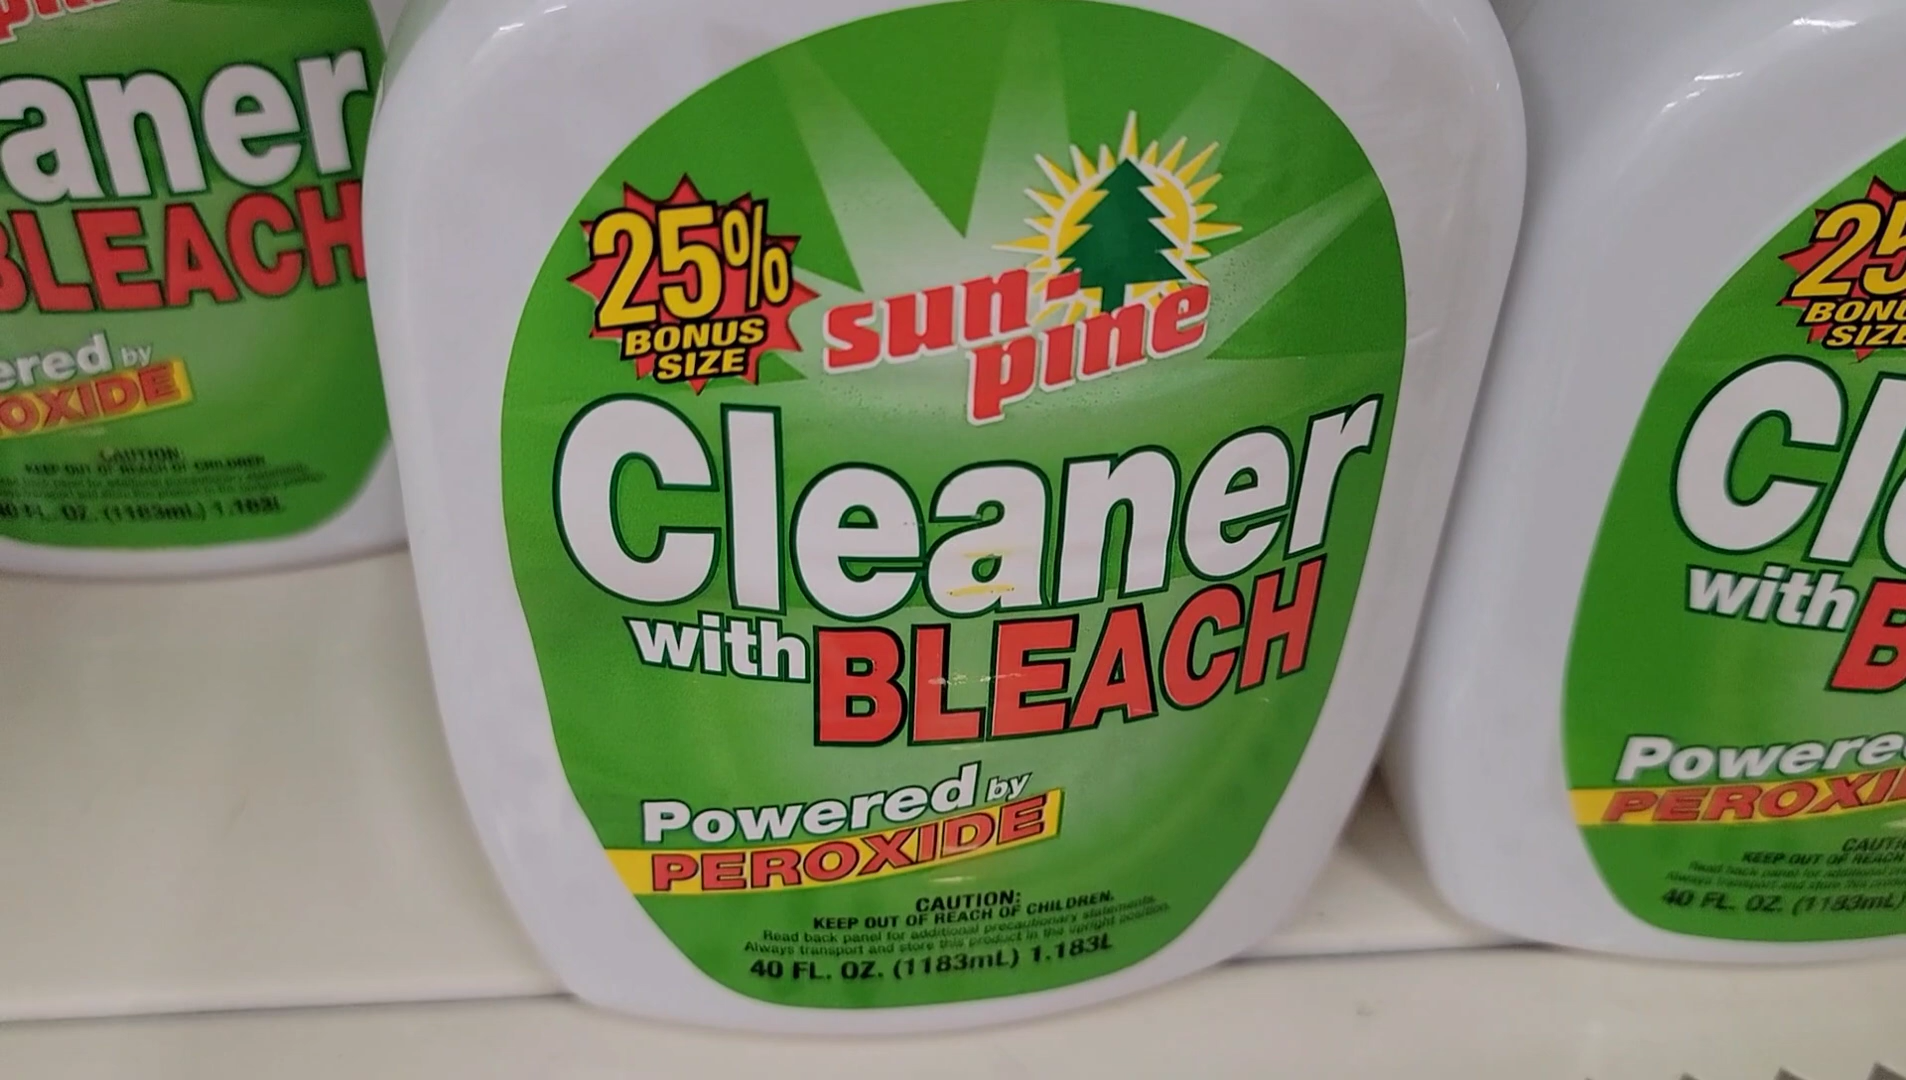 aner
BLEACH
ered by
OXIDE
CAUTION:
KEEP OUT OF REACH OF CHILDREN
40 FL. OZ. (1183mL) 1.183L
25%
BONUS
SIZE
sun-
pine
Cleaner
with BLEACH
Powered by
PEROXIDE
CAUTION:
KEEP OUT OF REACH OF CHILDREN.
Read back panel for additional precautionary statements.
Always transport and store this product in the upright position.
40 FL. OZ. (1183mL) 1.183L
25
BONU
SIZE
Cle
with B
Powere
PEROXI
CAUTI
KEEP OUT OF REACH
40 FL. OZ. (1183mL)